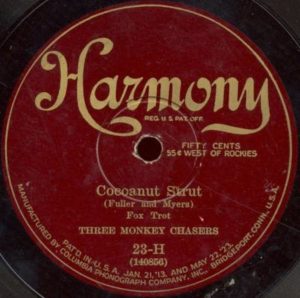 Harmony
REG. U.S. PAT. OFF.
FIFTY CENTS
55¢ WEST OF ROCKIES
Cocoanut Strut
(Fuller and Myers)
Fox Trot
THREE MONKEY CHASERS
23-H
(140856)
PAT'D IN U.S.A. JAN. 21,'13, AND MAY 22,'23.
MANUFACTURED BY COLUMBIA PHONOGRAPH COMPANY, INC., BRIDGEPORT, CONN., U.S.A.